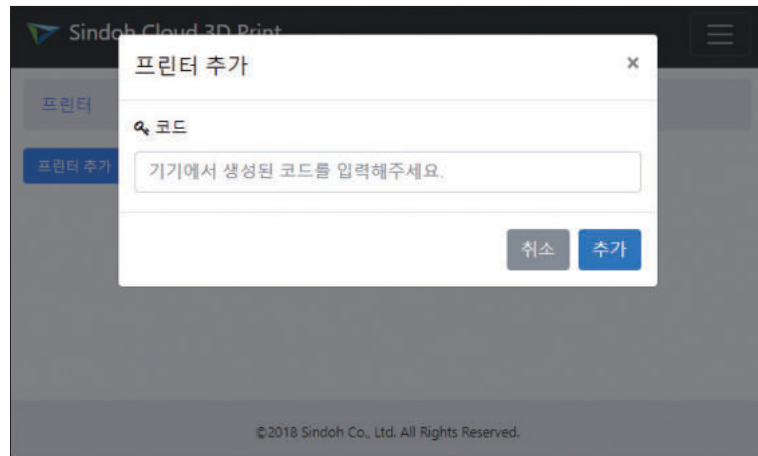 Sindoh Cloud 3D Print
프린터 추가
×
프린터
코드
프린터 추가
기기에서 생성된 코드를 입력해주세요.
취소
추가
©2018 Sindoh Co., Ltd. All Rights Reserved.